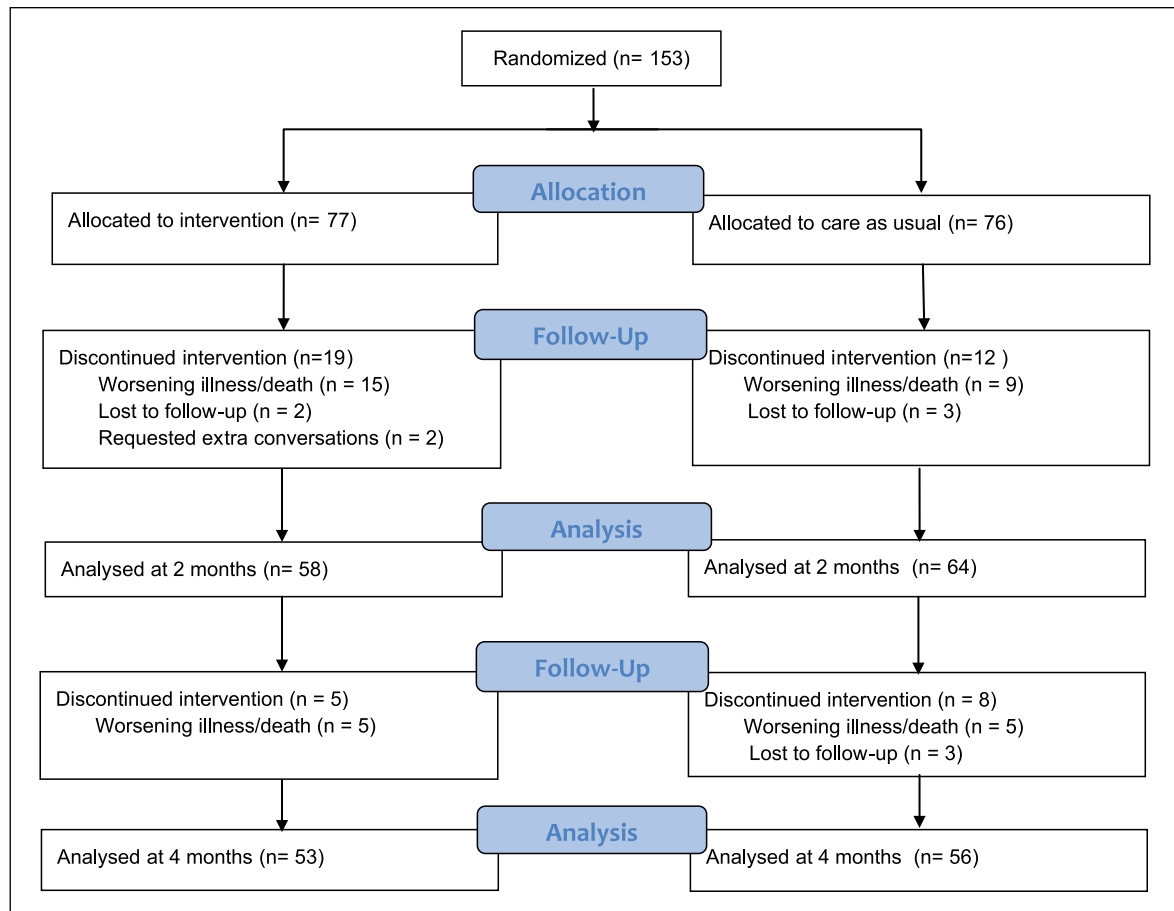 Randomized (n= 153)
Allocation
Allocated to intervention (n= 77)
Allocated to care as usual (n= 76)
Follow-Up
Discontinued intervention (n=19)
Worsening illness/death (n = 15)
Lost to follow-up (n = 2)
Requested extra conversations (n = 2)
Discontinued intervention (n=12 )
Worsening illness/death (n = 9)
Lost to follow-up (n = 3)
Analysis
Analysed at 2 months (n= 58)
Analysed at 2 months (n= 64)
Follow-Up
Discontinued intervention (n = 5)
Worsening illness/death (n = 5)
Discontinued intervention (n = 8)
Worsening illness/death (n = 5)
Lost to follow-up (n = 3)
Analysis
Analysed at 4 months (n= 53)
Analysed at 4 months (n= 56)